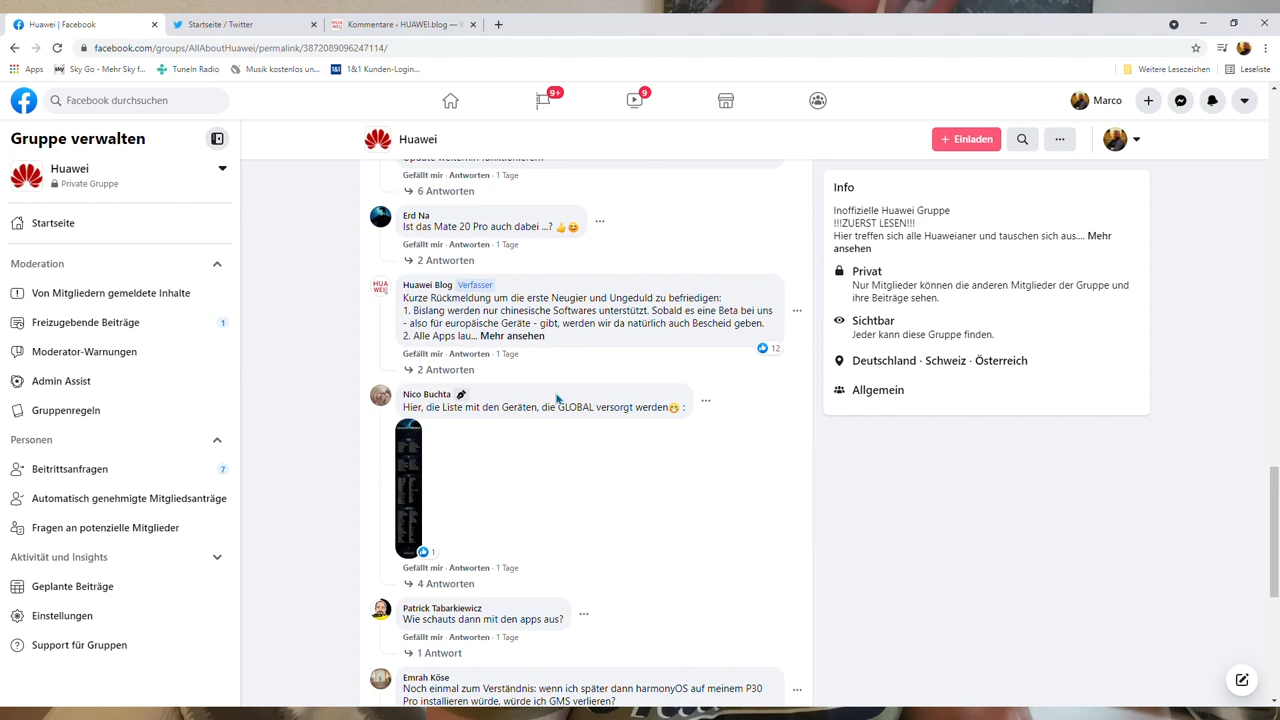 Huawei | Facebook
Startseite / Twitter
Kommentare ‹ HUAWEI.blog — V
facebook.com/groups/AllAboutHuawei/permalink/3872089096247114/
Apps
Sky Go - Mehr Sky f...
TuneIn Radio
Musik kostenlos un...
1&1 Kunden-Login...
Weitere Lesezeichen
Leseliste
Facebook durchsuchen
9+
9
Marco
Gruppe verwalten
Huawei
Private Gruppe
Startseite
Moderation
Von Mitgliedern gemeldete Inhalte
Freizugebende Beiträge
1
Moderator-Warnungen
Admin Assist
Gruppenregeln
Personen
Beitrittsanfragen
7
Automatisch genehmigte Mitgliedsanträge
Fragen an potenzielle Mitglieder
Aktivität und Insights
Geplante Beiträge
Einstellungen
Support für Gruppen
Huawei
+ Einladen
Update weiterhin funktionieren.
Gefällt mir · Antworten · 1 Tage
6 Antworten
Erd Na
Ist das Mate 20 Pro auch dabei ...? 👍😊
Gefällt mir · Antworten · 1 Tage
2 Antworten
HUAWEI
Huawei Blog Verfasser
Kurze Rückmeldung um die erste Neugier und Ungeduld zu befriedigen:
1. Bislang werden nur chinesische Softwares unterstützt. Sobald es eine Beta bei uns
- also für europäische Geräte - gibt, werden wir da natürlich auch Bescheid geben.
2. Alle Apps lau... Mehr ansehen
12
Gefällt mir · Antworten · 1 Tage
2 Antworten
Nico Buchta
Hier, die Liste mit den Geräten, die GLOBAL versorgt werden🤭 :
1
Gefällt mir · Antworten · 1 Tage
4 Antworten
Patrick Tabarkiewicz
Wie schauts dann mit den apps aus?
Gefällt mir · Antworten · 1 Tage
1 Antwort
Emrah Köse
Noch einmal zum Verständnis: wenn ich später dann harmonyOS auf meinem P30
Pro installieren würde, würde ich GMS verlieren?
Info
Inoffizielle Huawei Gruppe
!!!ZUERST LESEN!!!
Hier treffen sich alle Huaweianer und tauschen sich aus.... Mehr
ansehen
Privat
Nur Mitglieder können die anderen Mitglieder der Gruppe und
ihre Beiträge sehen.
Sichtbar
Jeder kann diese Gruppe finden.
Deutschland · Schweiz · Österreich
Allgemein